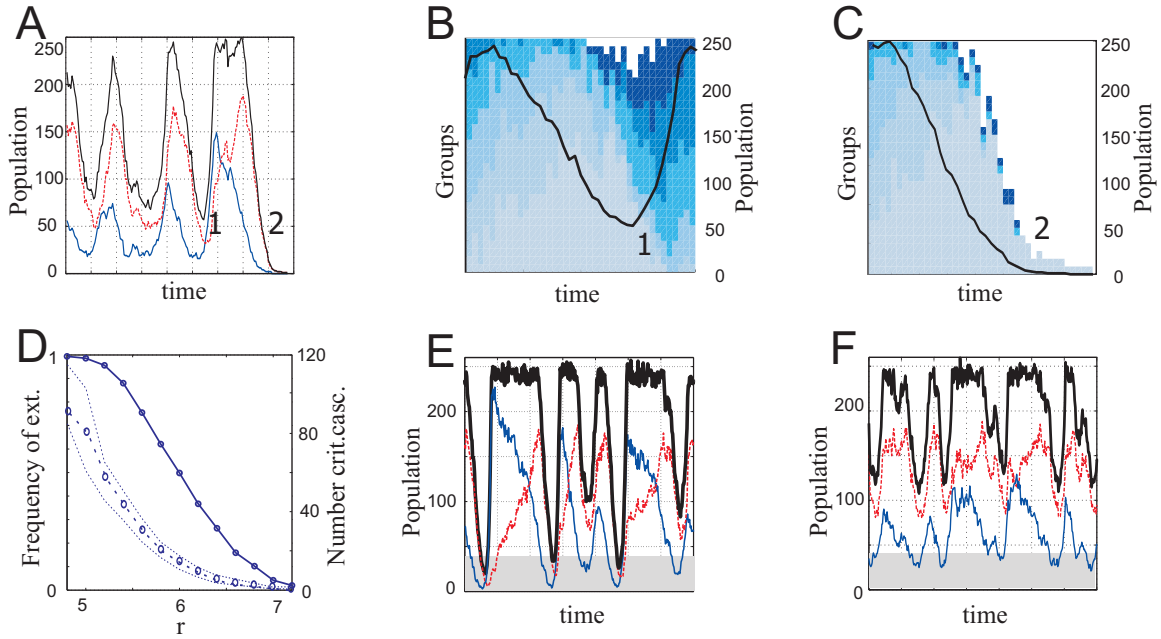 A
250
200
150
100
50
0
Population
1
2
time
B
Groups
250
200
150
100
50
0
Population
1
time
C
Groups
250
200
150
100
50
0
Population
2
time
D
1
0
Frequency of ext.
120
80
40
0
Number crit.casc.
5
6
7
r
E
200
100
0
Population
time
F
200
100
0
Population
time